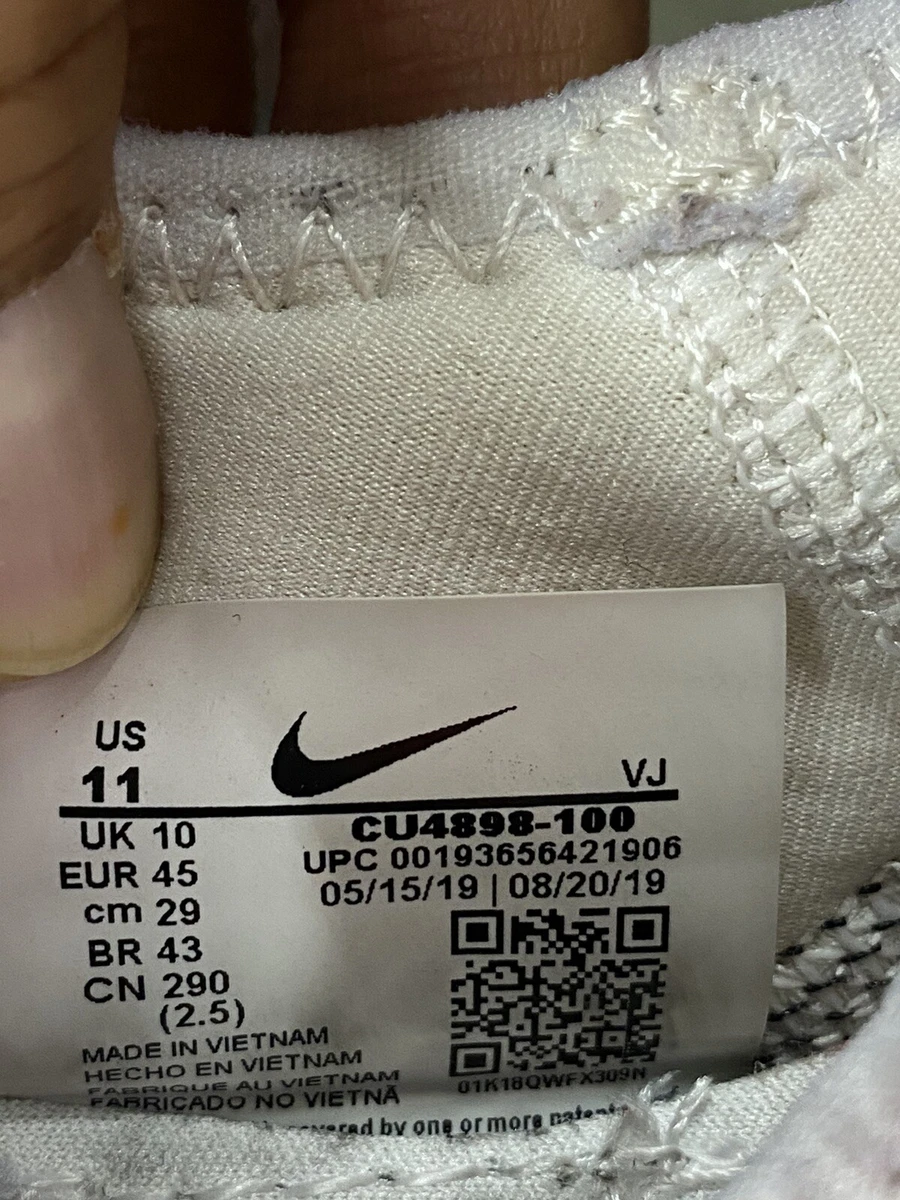 US
11
VJ
UK 10
EUR 45
cm 29
BR 43
CN 290
(2.5)
CU4898-100
UPC 00193656421906
05/15/19 | 08/20/19
01K18QWFX309N
MADE IN VIETNAM
HECHO EN VIETNAM
FABRIQUE AU VIETNAM
FABRICADO NO VIETNÃ
by one or more patents